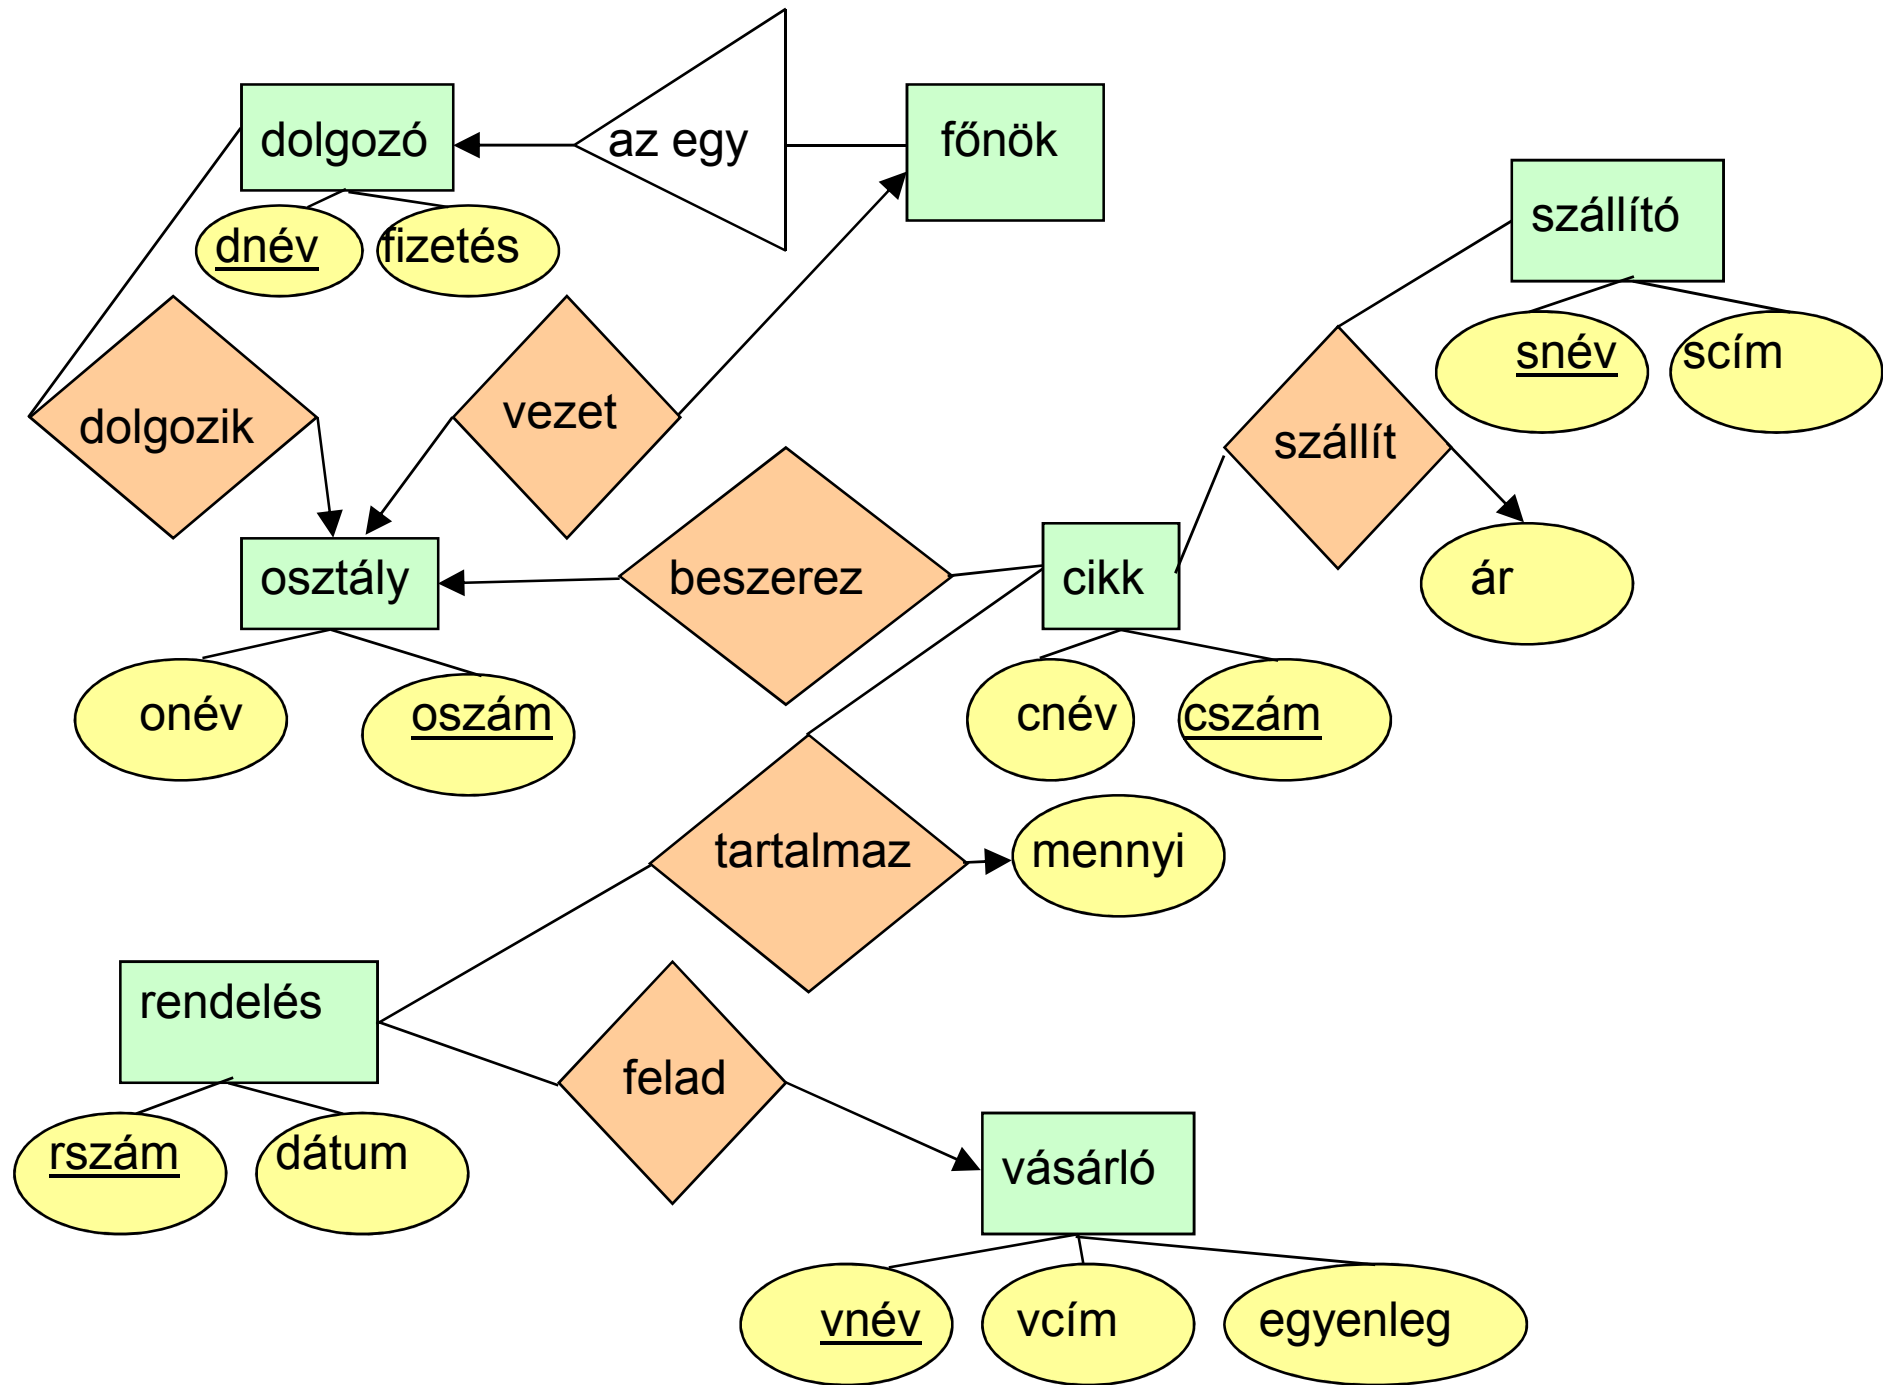 dolgozó
az egy
főnök
szállító
dnév
fizetés
snév
scím
dolgozik
vezet
szállít
osztály
beszerez
cikk
ár
onév
oszám
cnév
cszám
tartalmaz
mennyi
rendelés
felad
rszám
dátum
vásárló
vnév
vcím
egyenleg